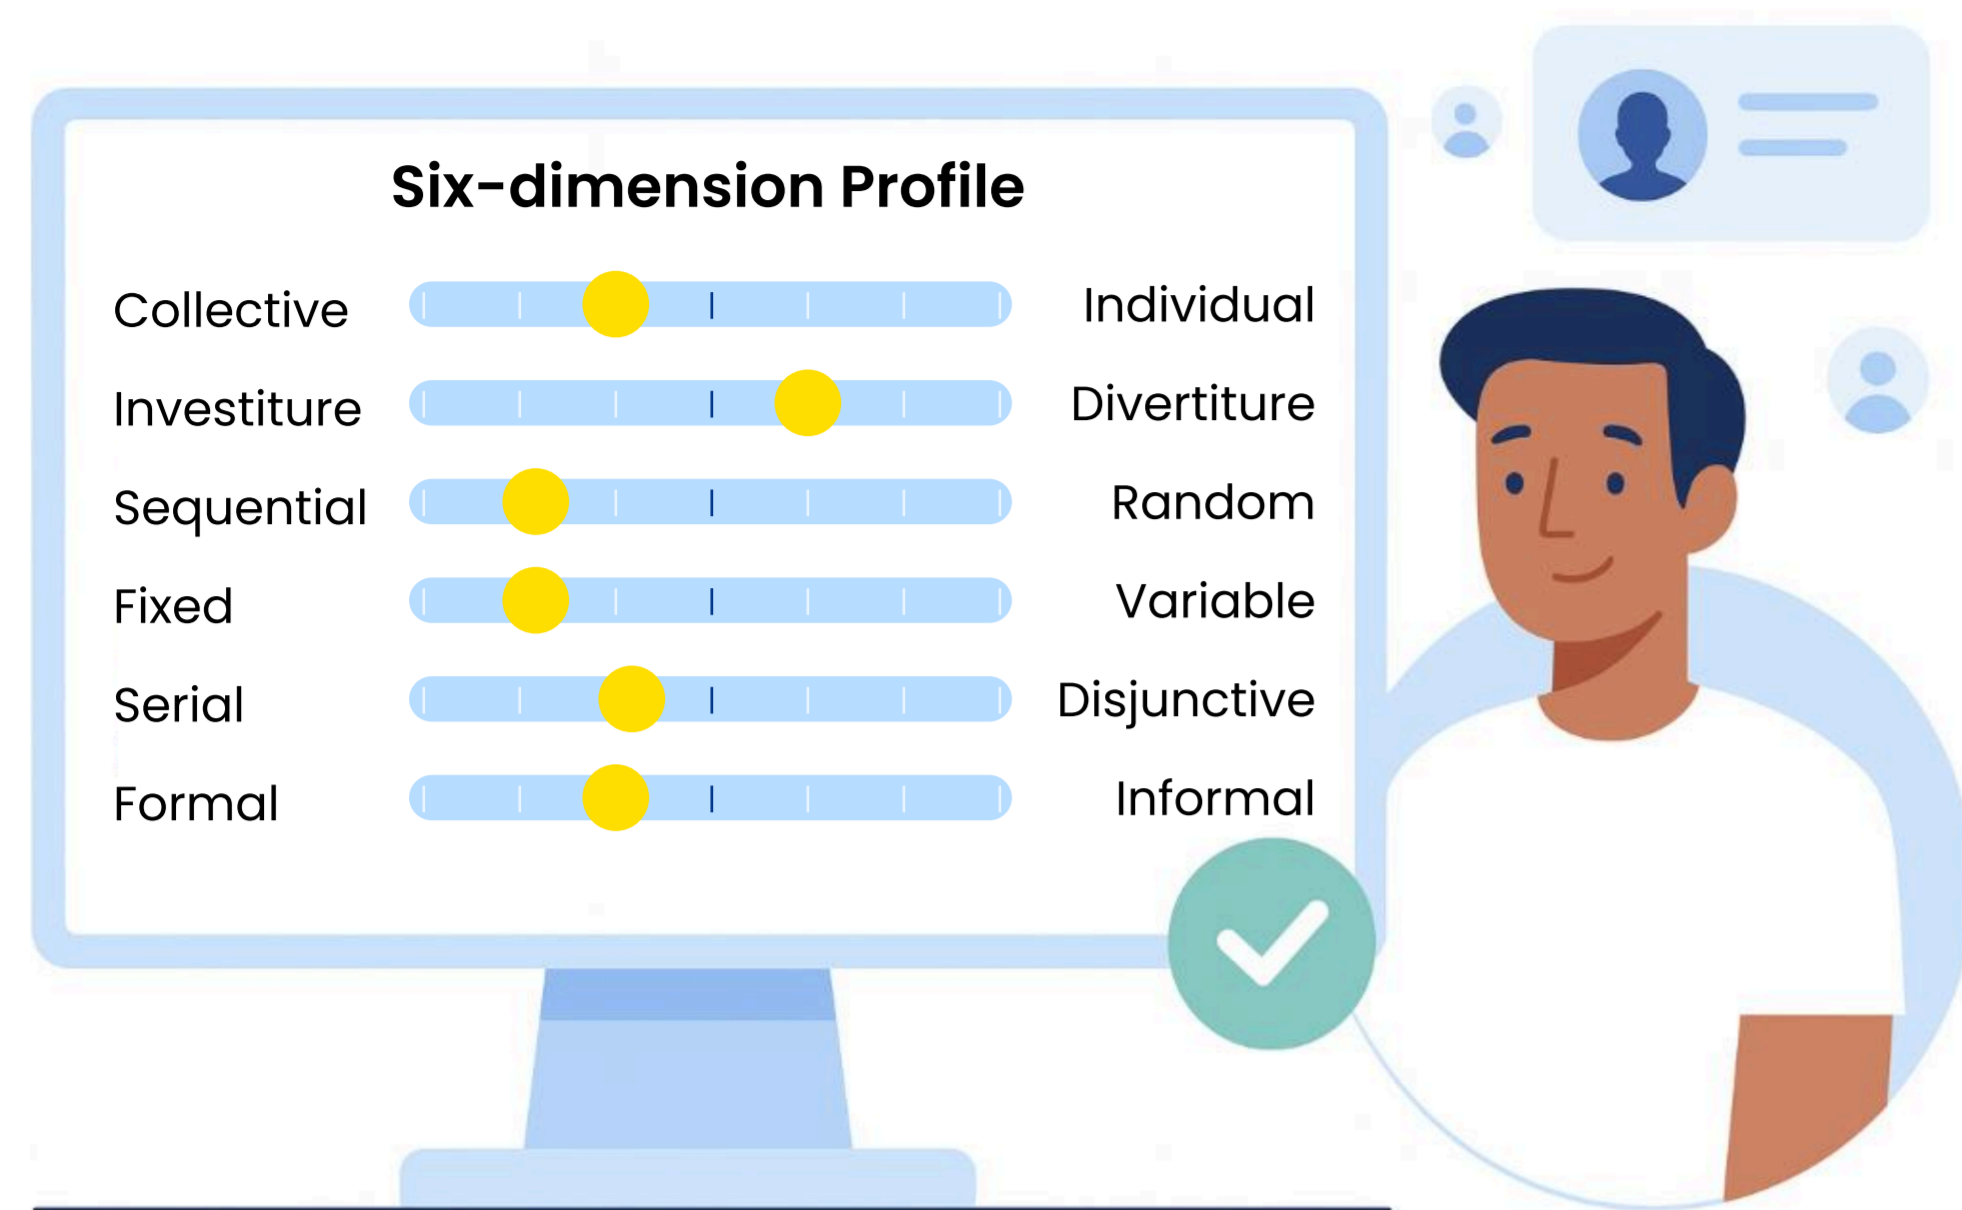 Six-dimension Profile
Collective Individual
Investiture Divertiture
Sequential Random
Fixed Variable
Serial Disjunctive
Formal Informal